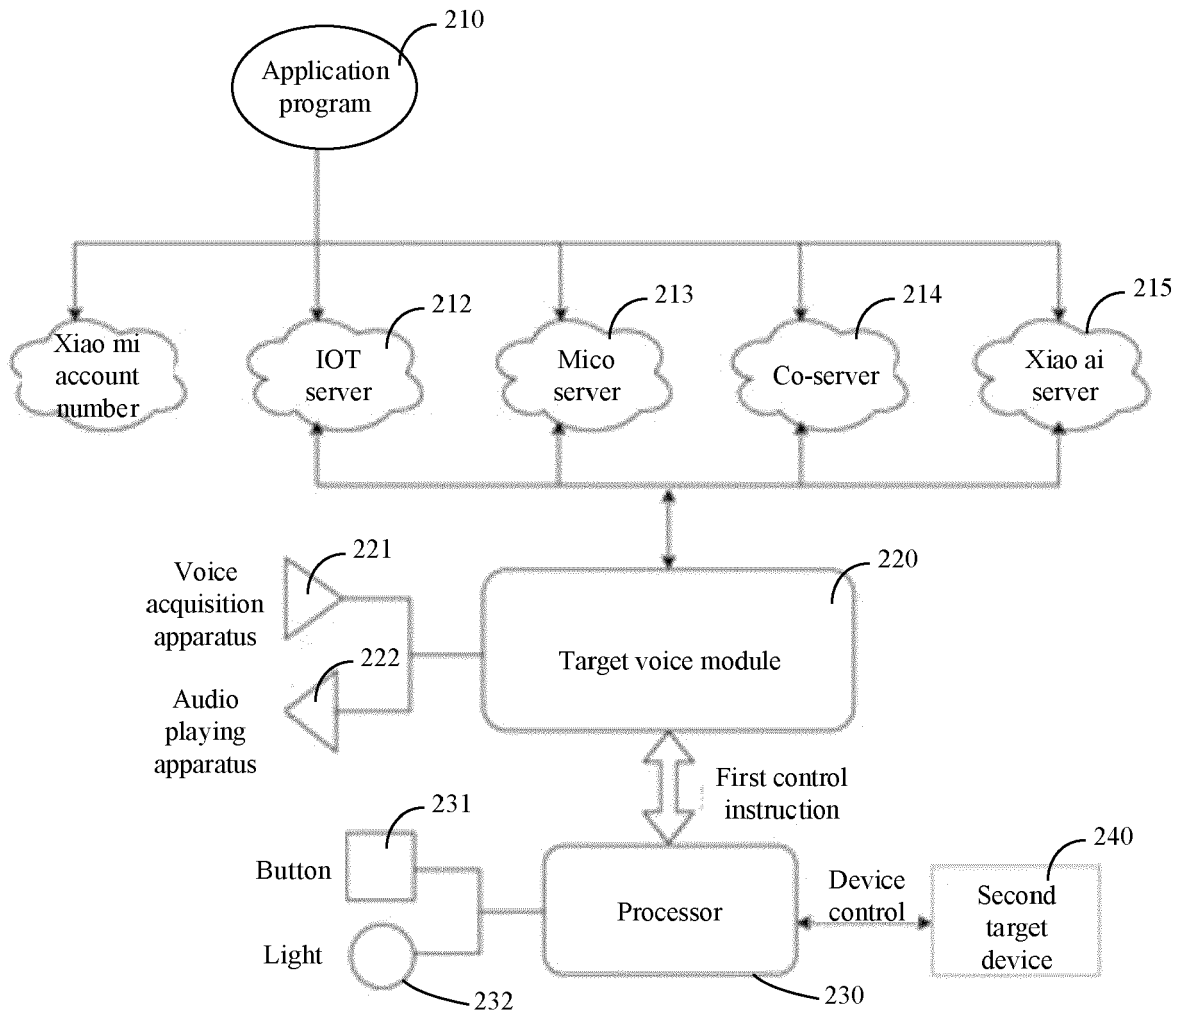 210
Application
program
212
213
214
215
Xiao mi
account
number
IOT
server
Mico
server
Co-server
Xiao ai
server
221
220
Voice
acquisition
apparatus
Target voice module
222
Audio
playing
apparatus
First control
instruction
231
240
Button
Processor
Device
control
Second
target
device
Light
232
230